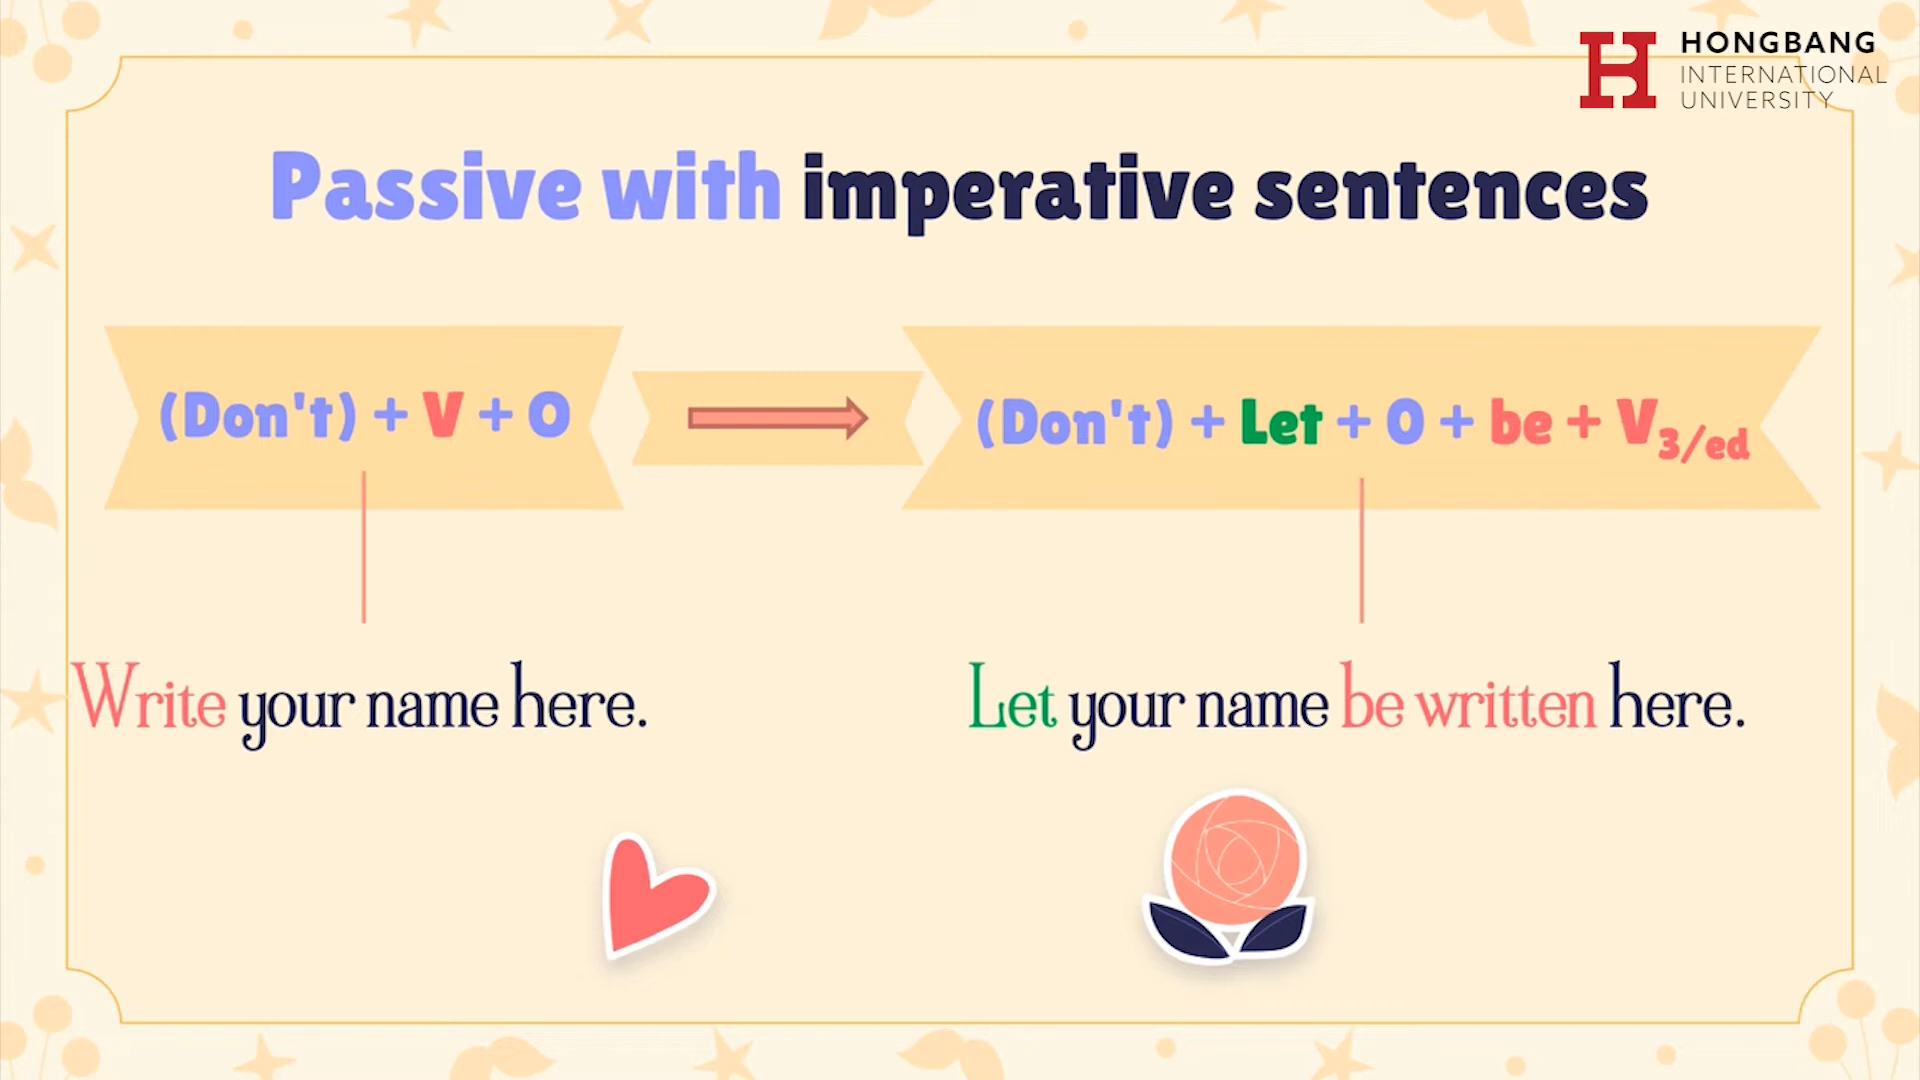 HONGBANG
INTERNATIONAL
UNIVERSITY
Passive with imperative sentences
(Don't) + V + O
(Don't) + Let + O + be + V3/ed
Write your name here.
Let your name be written here.